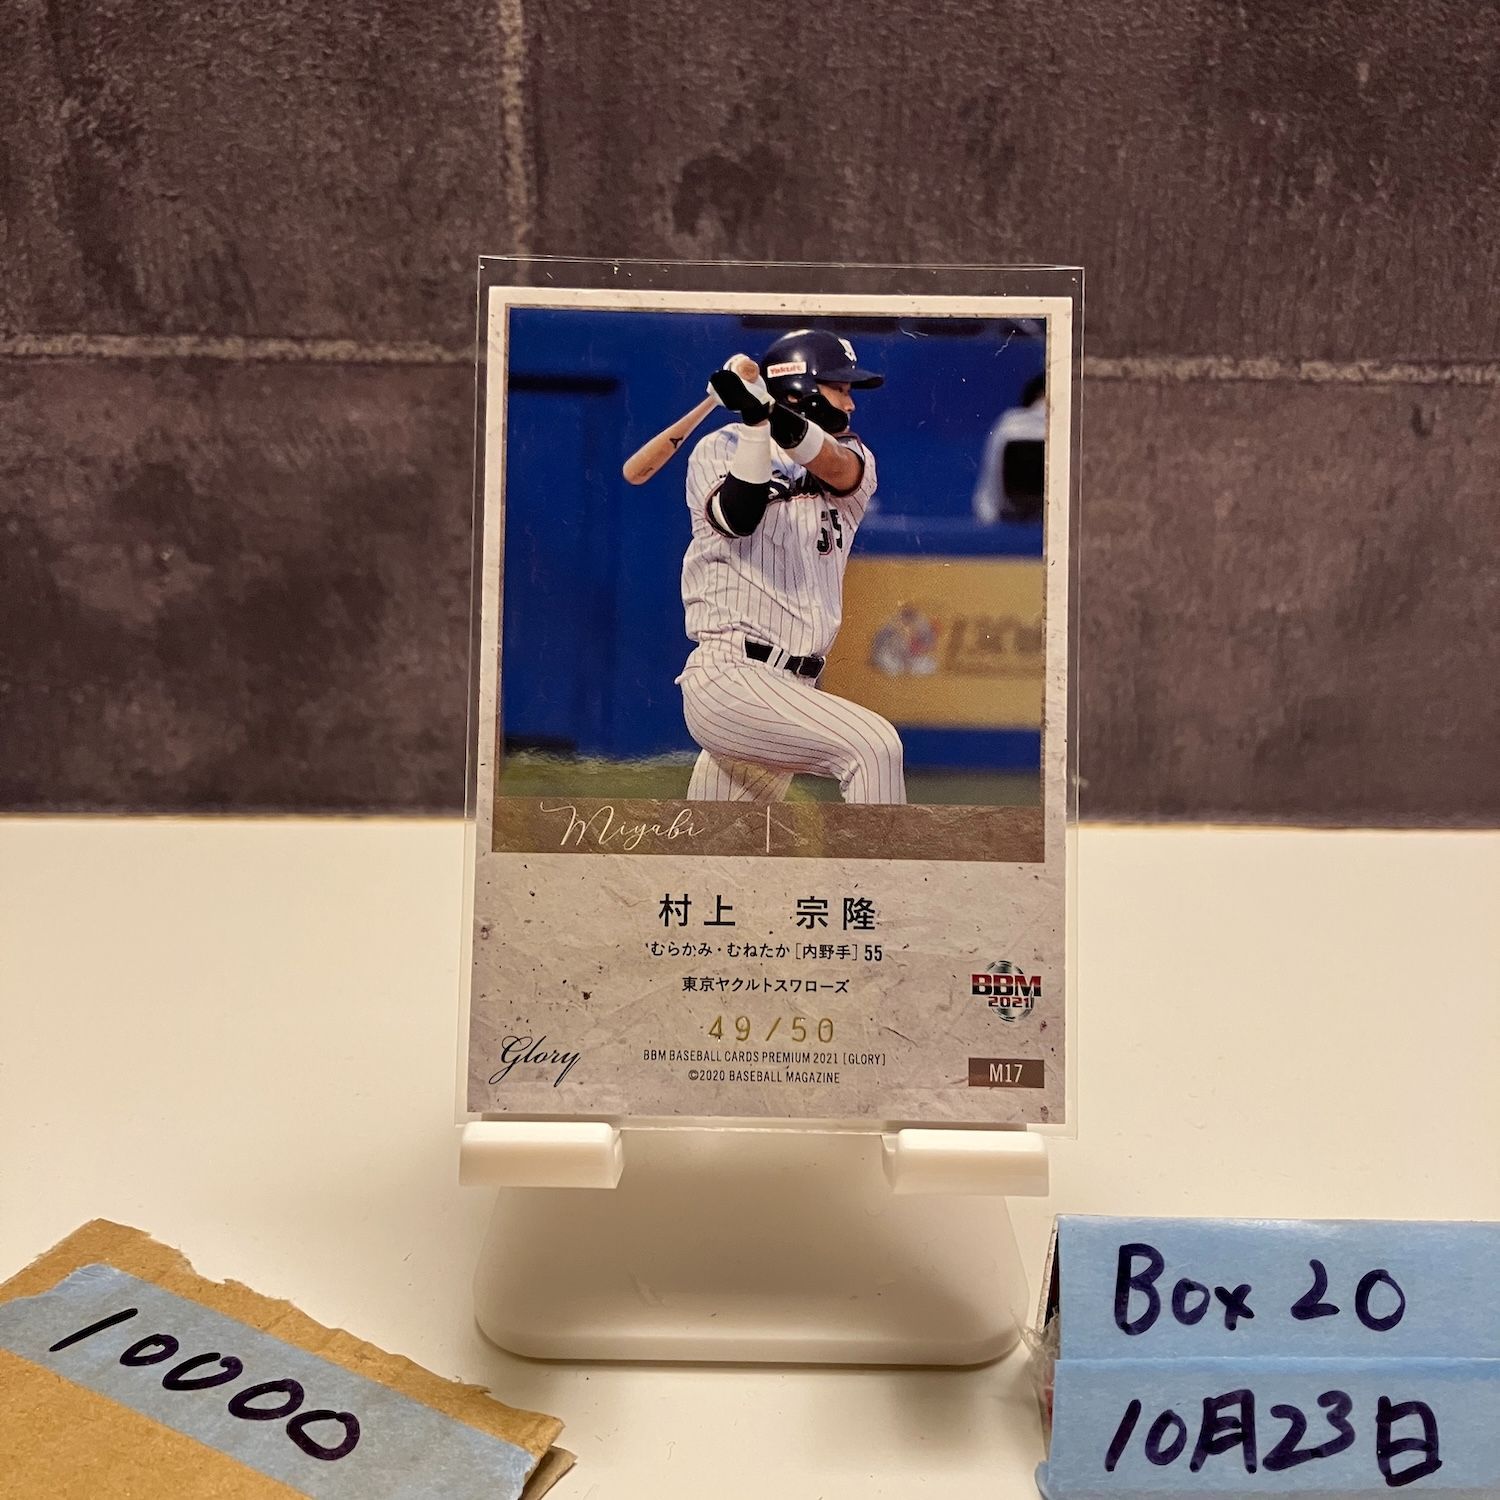 Yakult
55
Miyabi
村上 宗隆
むらかみ・むねたか［内野手］55
東京ヤクルトスワローズ
BBM
2021
49/50
Glory
BBM BASEBALL CARDS PREMIUM 2021 [GLORY]
©2020 BASEBALL MAGAZINE
M17
10000
Box 20
10月23日